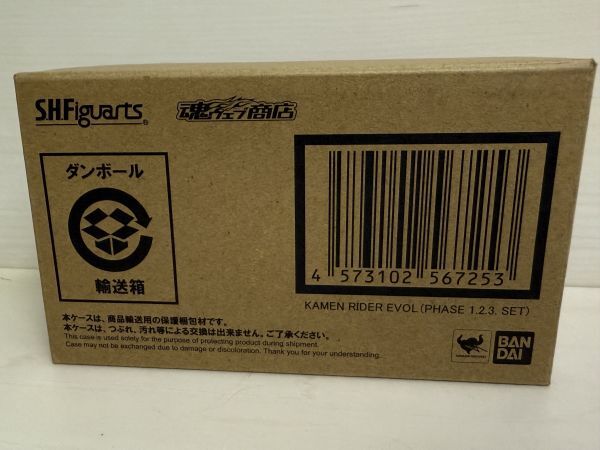 S.H.Figuarts®
魂ウェブ商店
ダンボール
輸送箱
4 573102 567253
KAMEN RIDER EVOL(PHASE 1.2.3. SET)
本ケースは、商品輸送用の保護梱包材です。
本ケースは、つぶれ、汚れ等による交換は出来ません。ご了承ください。
This case is used solely for the purpose of protecting product during shipment.
Case may not be exchanged due to damage or discoloration. Thank you for your understanding.
BAN
DAI